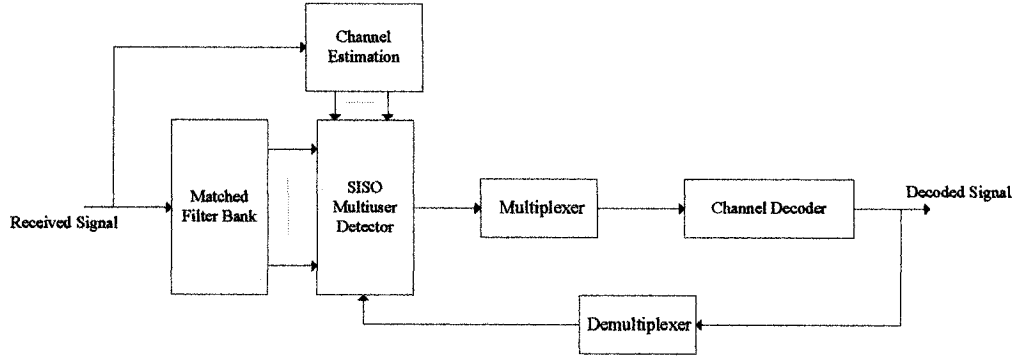 Channel
Estimation
Matched
Filter Bank
SISO
Multiuser
Detector
Multiplexer
Channel Decoder
Decoded Signal
Received Signal
Demultiplexer